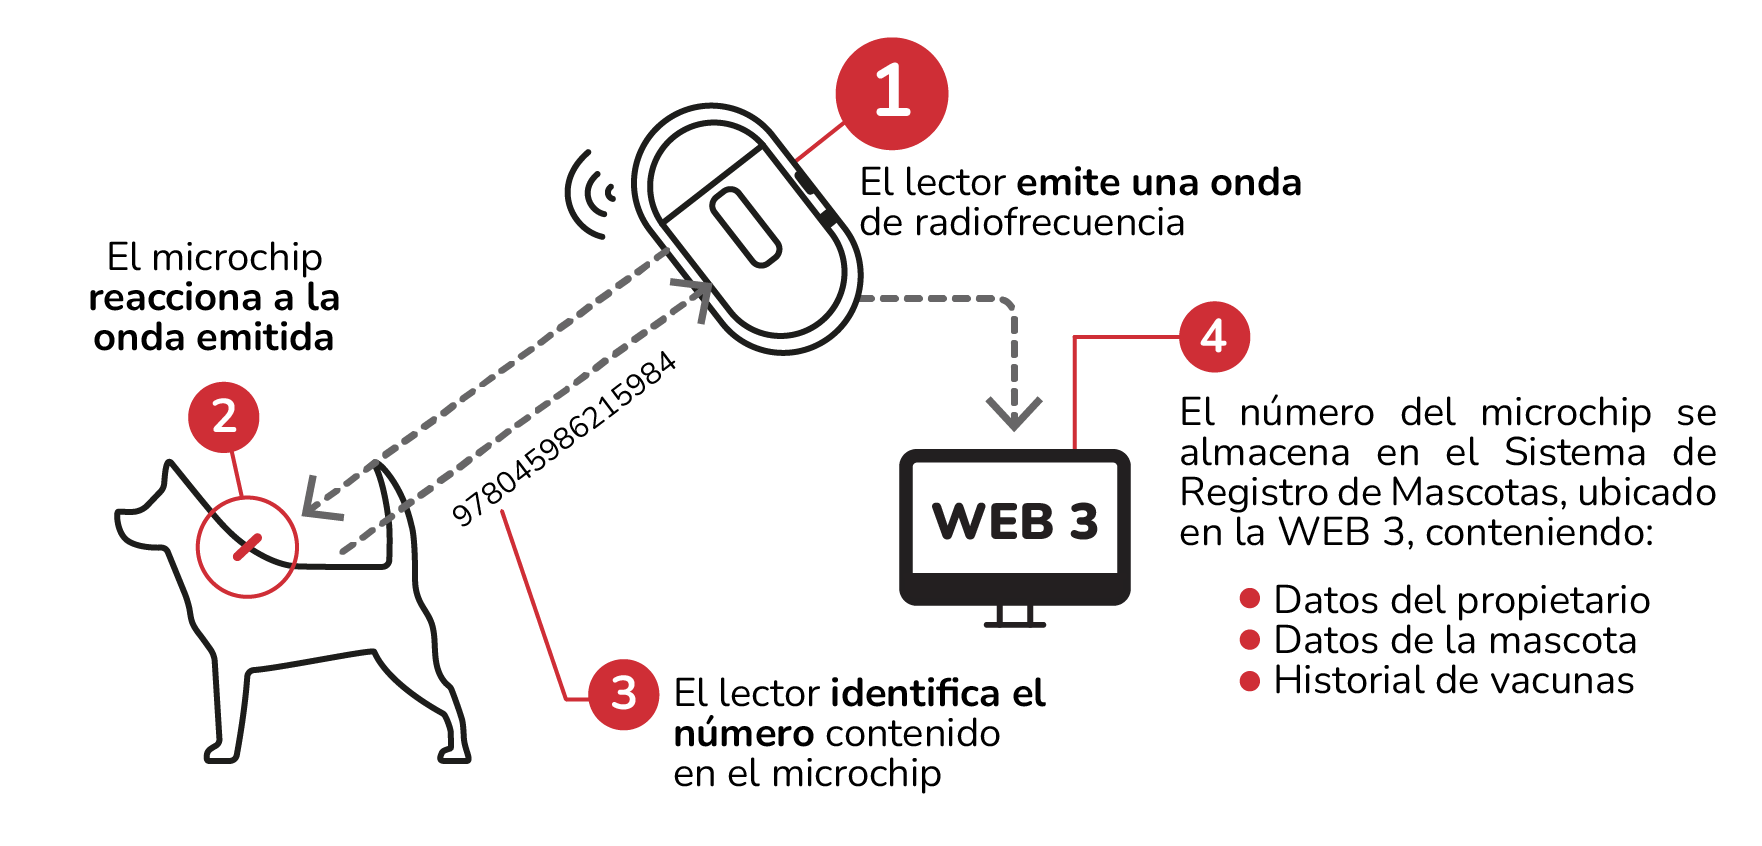 1
El lector emite una onda
de radiofrecuencia
El microchip
reacciona a la
onda emitida
2
978045986215984
3
El lector identifica el
número contenido
en el microchip
WEB 3
4
El número del microchip se
almacena en el Sistema de
Registro de Mascotas, ubicado
en la WEB 3, conteniendo:
Datos del propietario
Datos de la mascota
Historial de vacunas